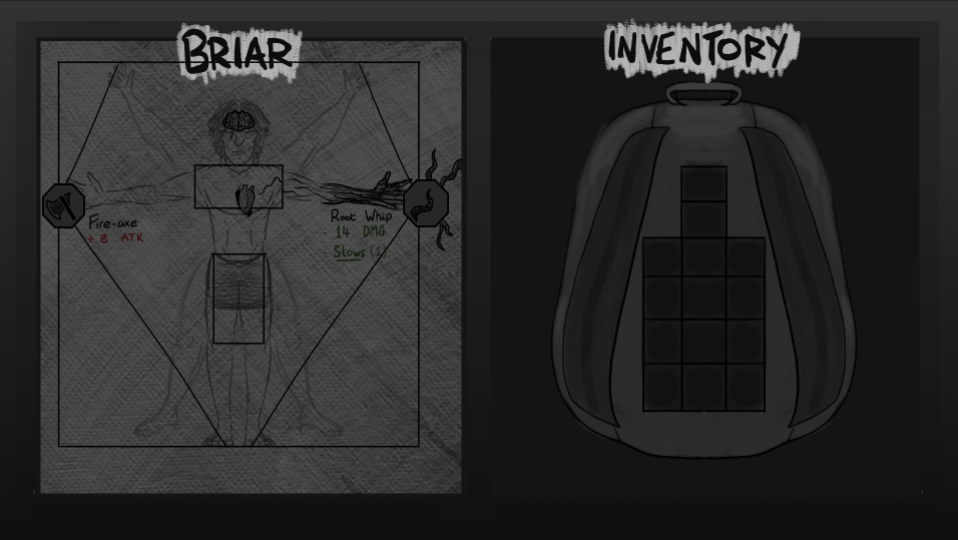 BRIAR
INVENTORY
Fire-axe
+ 8 ATK
Root Whip
- 14 DMG
Slows (1)